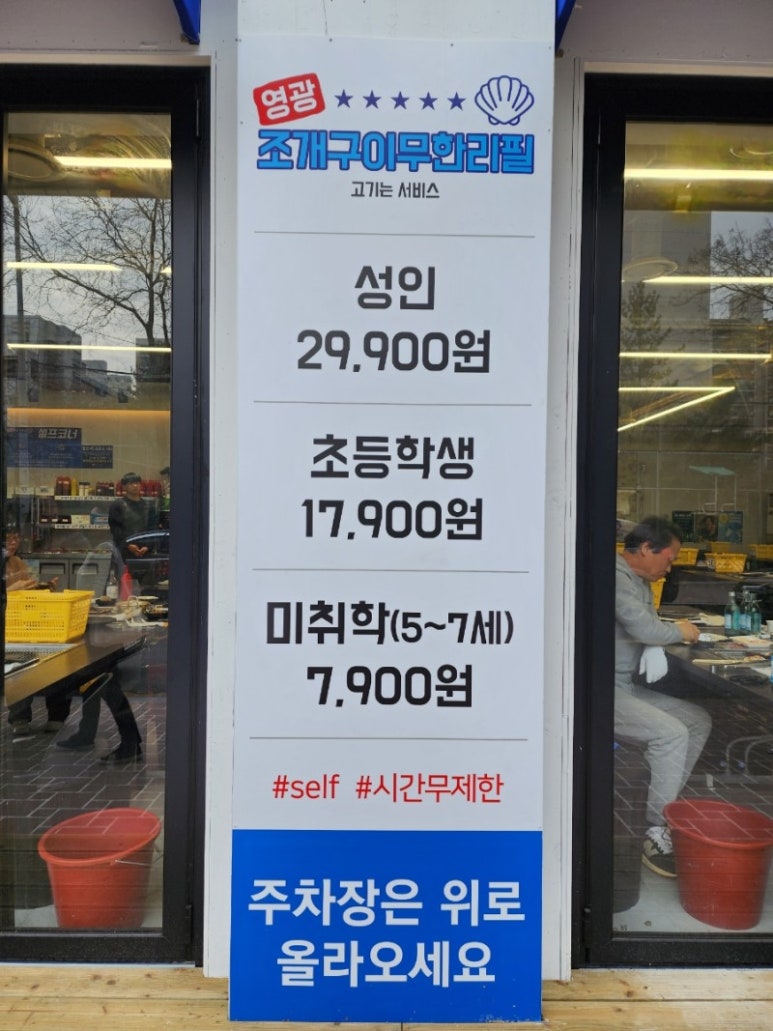 영광
조개구이무한리필
고기는 서비스
성인
29,900원
초등학생
17,900원
미취학(5~7세)
7,900원
#self #시간무제한
주차장은 위로
올라오세요
셀프코너